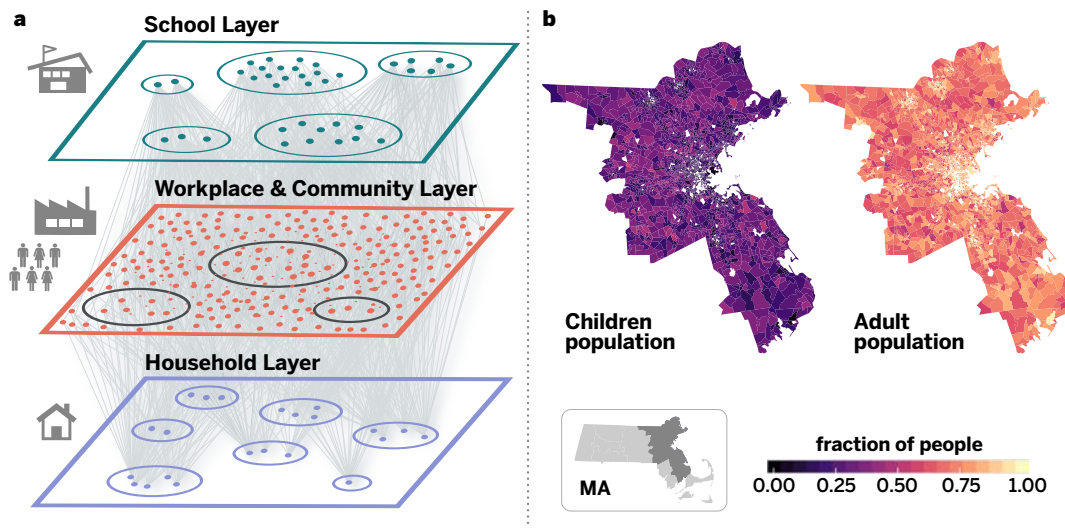 a
School Layer
Workplace & Community Layer
Household Layer
b
Children
population
Adult
population
MA
fraction of people
0.00 0.25 0.50 0.75 1.00